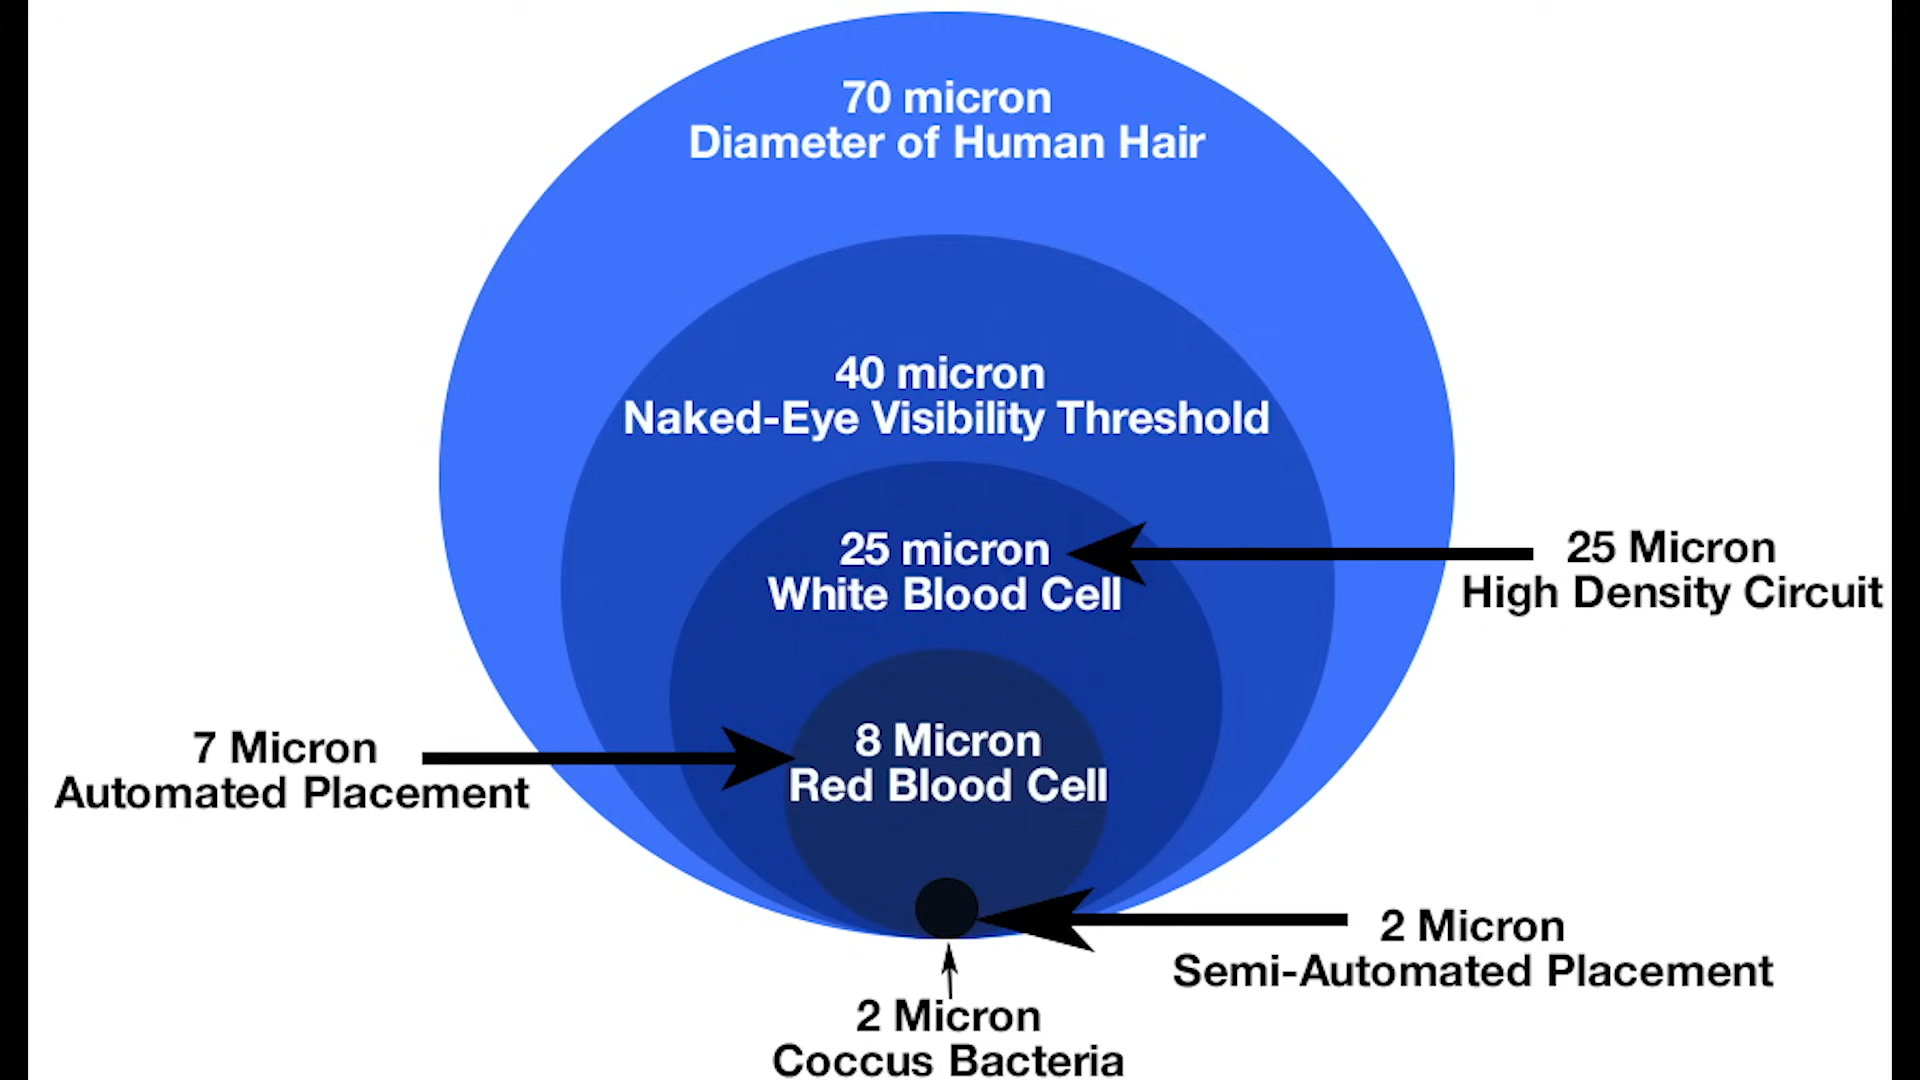 70 micron
Diameter of Human Hair
40 micron
Naked-Eye Visibility Threshold
25 micron
White Blood Cell
25 Micron
High Density Circuit
8 Micron
Red Blood Cell
7 Micron
Automated Placement
2 Micron
Semi-Automated Placement
2 Micron
Coccus Bacteria